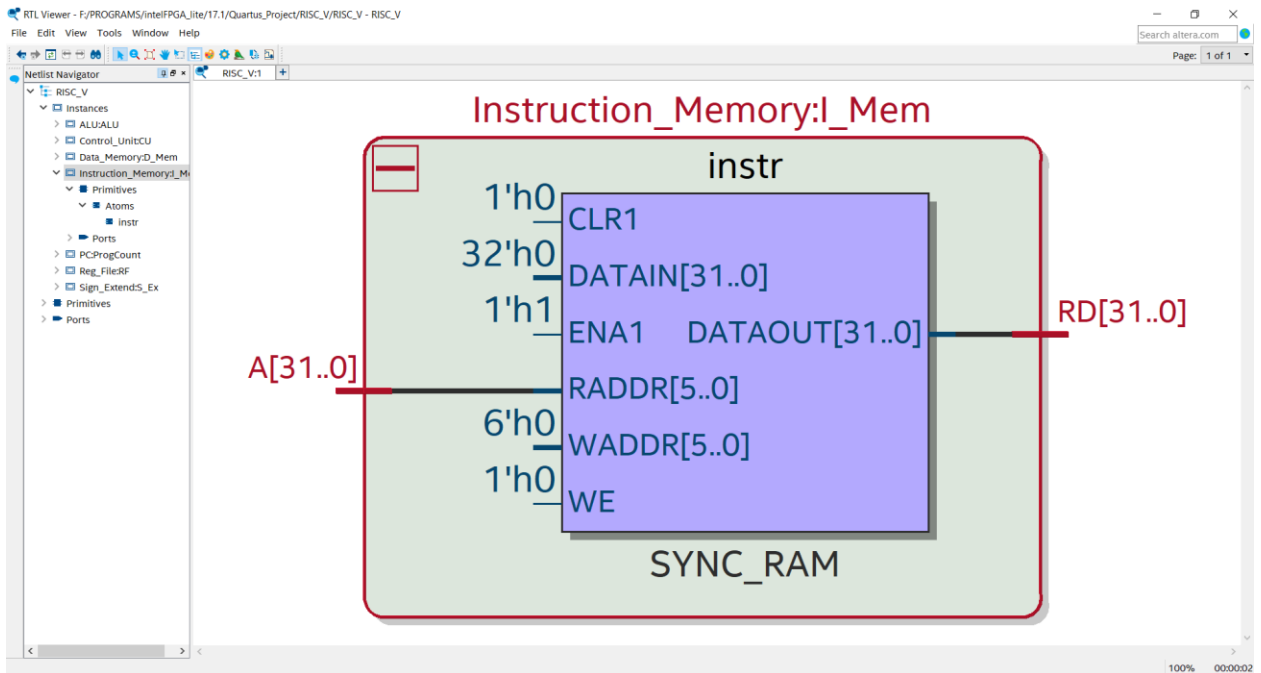 RTL Viewer - F:/PROGRAMS/intelFPGA_lite/17.1/Quartus_Project/RISC_V/RISC_V - RISC_V
File Edit View Tools Window Help
Search altera.com
Page: 1 of 1
Netlist Navigator
RISC_V:1
RISC_V
Instances
ALU:ALU
Control_Unit:CU
Data_Memory:D_Mem
Instruction_Memory:I_M
Primitives
Atoms
instr
Ports
PC:ProgCount
Reg_File:RF
Sign_Extend:S_Ex
Primitives
Ports
Instruction_Memory:I_Mem
instr
1'h0
CLR1
32'h0
DATAIN[31..0]
1'h1
ENA1 DATAOUT[31..0]
RD[31..0]
A[31..0]
RADDR[5..0]
6'h0
WADDR[5..0]
1'h0
WE
SYNC_RAM
100% 00:00:02